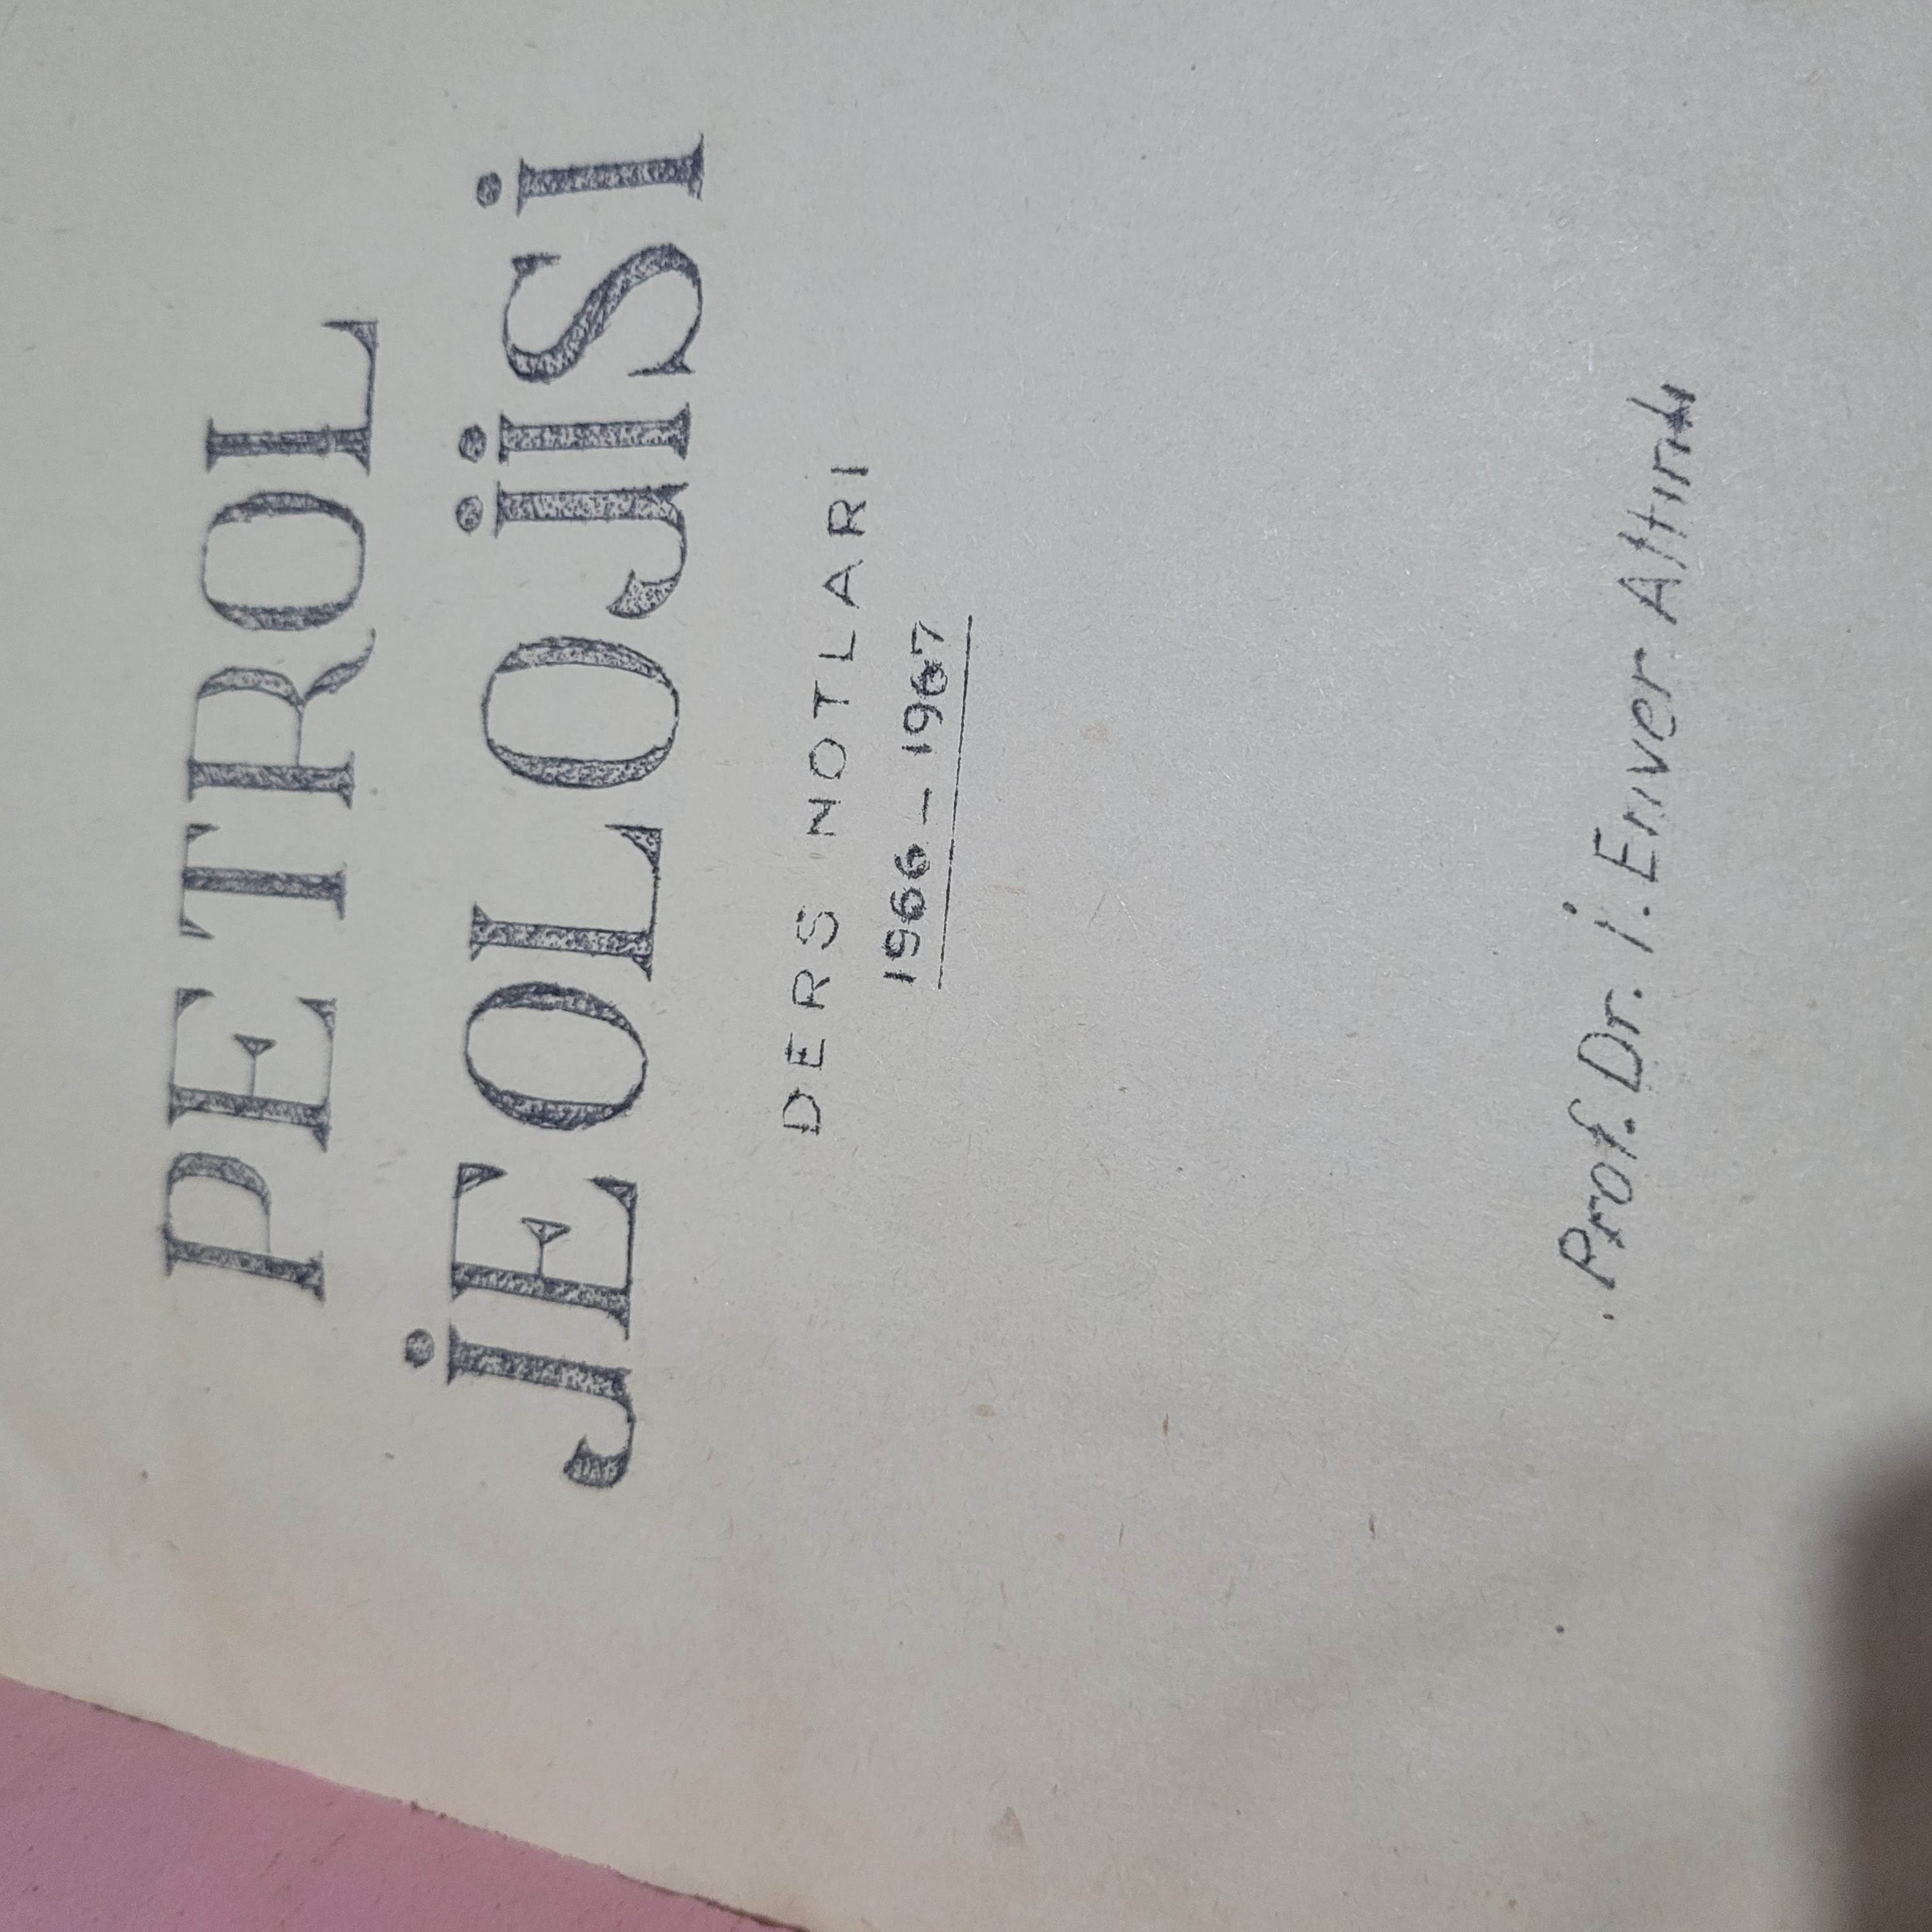 PETROL
JEOLOJİSİ
DERS NOTLARI
1966 - 1967
Prof. Dr. İ. Enver Altınlı